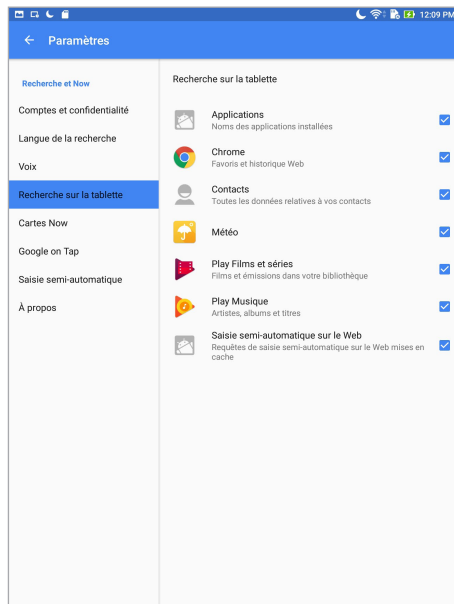 12:09 PM
Paramètres
Recherche et Now
Comptes et confidentialité
Langue de la recherche
Voix
Recherche sur la tablette
Cartes Now
Google on Tap
Saisie semi-automatique
À propos
Recherche sur la tablette
Applications
Noms des applications installées
Chrome
Favoris et historique Web
Contacts
Toutes les données relatives à vos contacts
Météo
Play Films et séries
Films et émissions dans votre bibliothèque
Play Musique
Artistes, albums et titres
Saisie semi-automatique sur le Web
Requêtes de saisie semi-automatique sur le Web mises en
cache